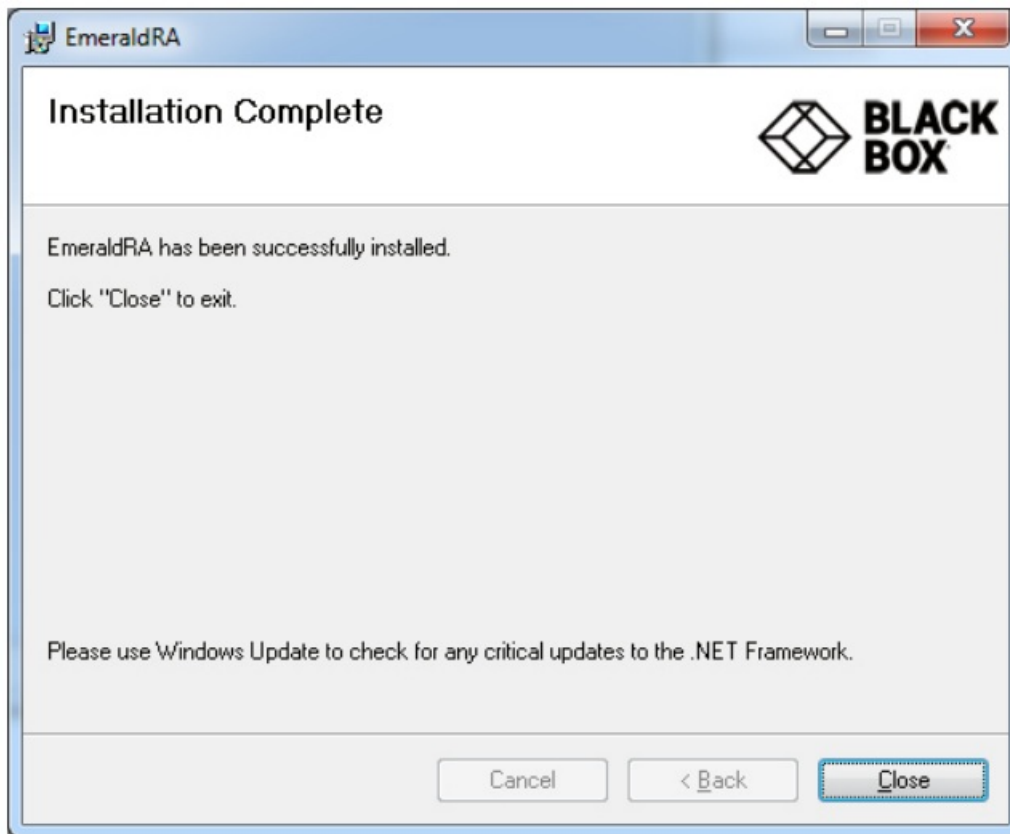 EmeraldRA
Installation Complete
BLACK
BOX
EmeraldRA has been successfully installed.
Click "Close" to exit.
Please use Windows Update to check for any critical updates to the .NET Framework.
Cancel
< Back
Close